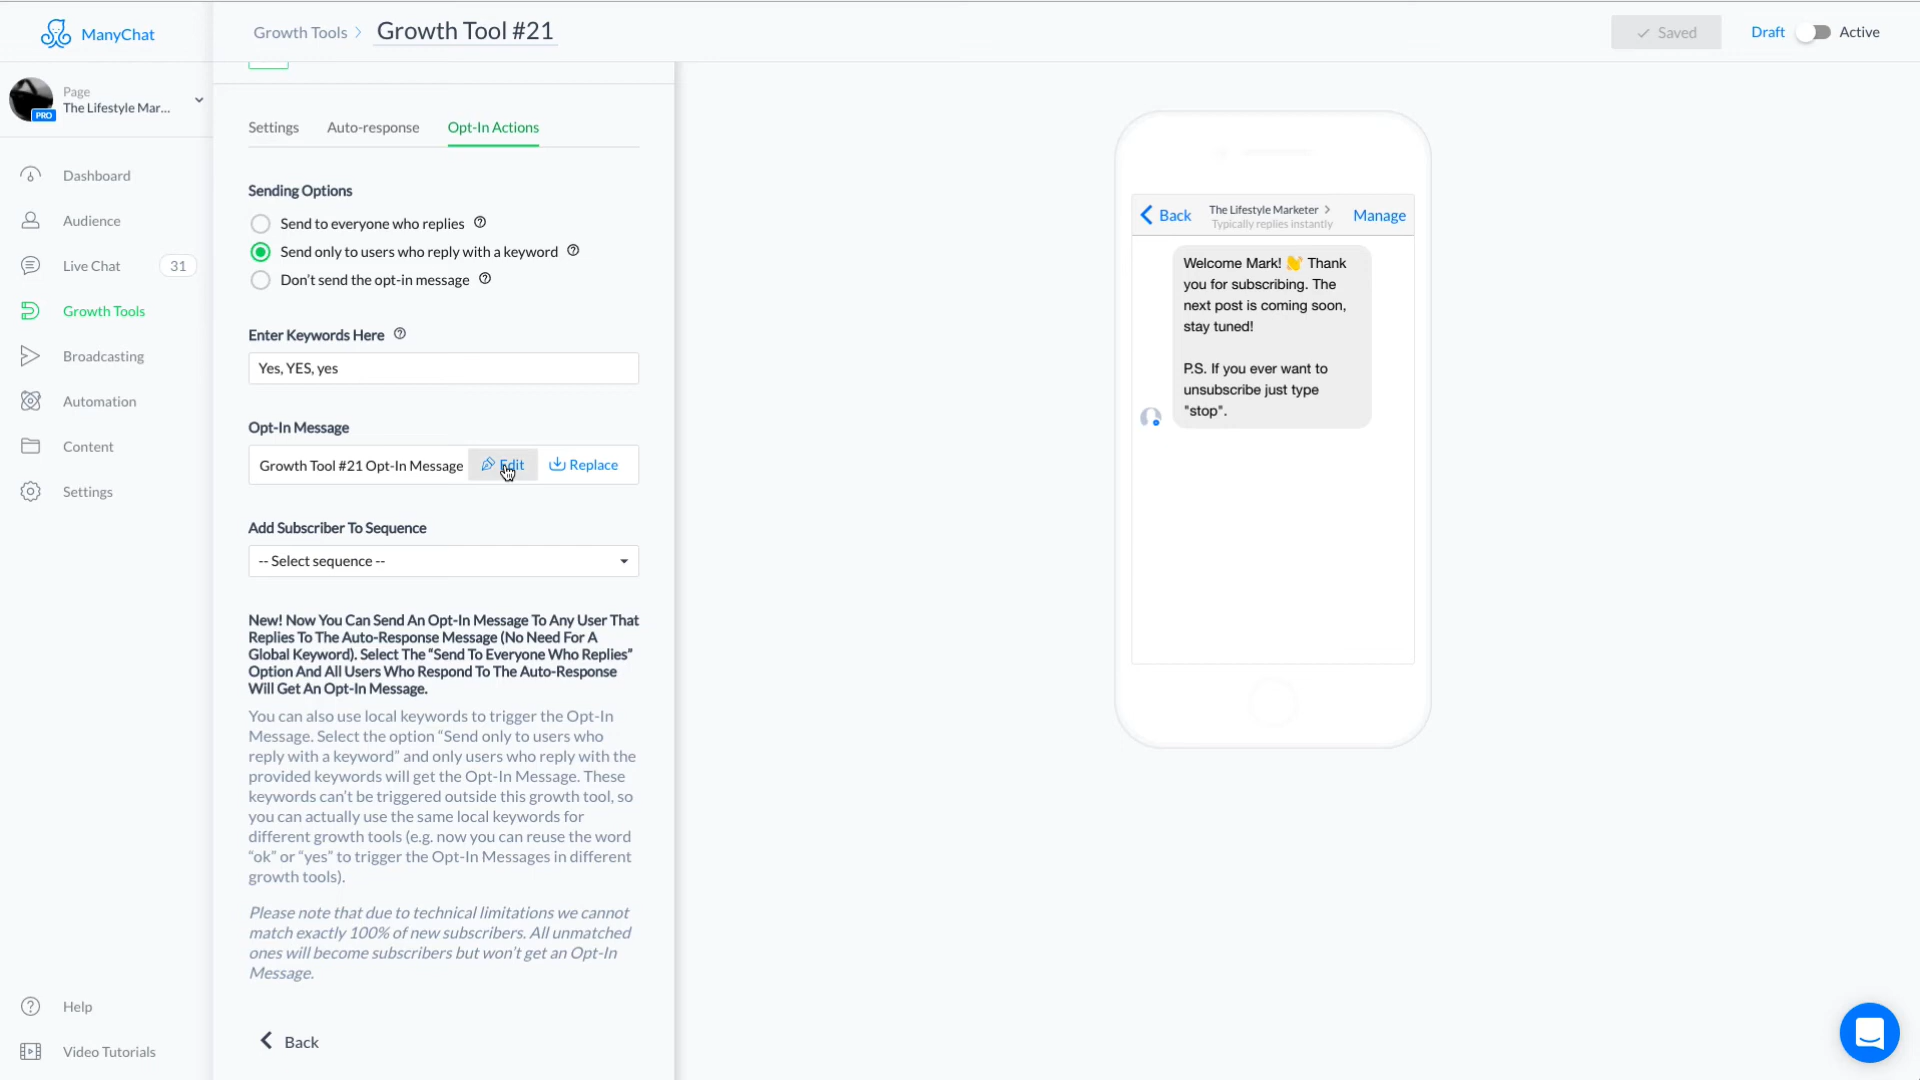 ManyChat
Growth Tools
Growth Tool #21
Saved
Draft
Active
Page
The Lifestyle Mar...
PRO
Dashboard
Audience
Live Chat
31
Growth Tools
Broadcasting
Automation
Content
Settings
Help
Video Tutorials
Settings
Auto-response
Opt-In Actions
Sending Options
Send to everyone who replies
Send only to users who reply with a keyword
Don't send the opt-in message
Enter Keywords Here
Yes, YES, yes
Opt-In Message
Growth Tool #21 Opt-In Message
Edit
Replace
Add Subscriber To Sequence
-- Select sequence --
New! Now You Can Send An Opt-In Message To Any User That
Replies To The Auto-Response Message (No Need For A
Global Keyword). Select The “Send To Everyone Who Replies”
Option And All Users Who Respond To The Auto-Response
Will Get An Opt-In Message.
You can also use local keywords to trigger the Opt-In
Message. Select the option “Send only to users who
reply with a keyword” and only users who reply with the
provided keywords will get the Opt-In Message. These
keywords can't be triggered outside this growth tool, so
you can actually use the same local keywords for
different growth tools (e.g. now you can reuse the word
“ok” or “yes” to trigger the Opt-In Messages in different
growth tools).
Please note that due to technical limitations we cannot
match exactly 100% of new subscribers. All unmatched
ones will become subscribers but won't get an Opt-In
Message.
Back
Back
The Lifestyle Marketer
Typically replies instantly
Manage
Welcome Mark! 👋 Thank
you for subscribing. The
next post is coming soon,
stay tuned!
P.S. If you ever want to
unsubscribe just type
"stop".